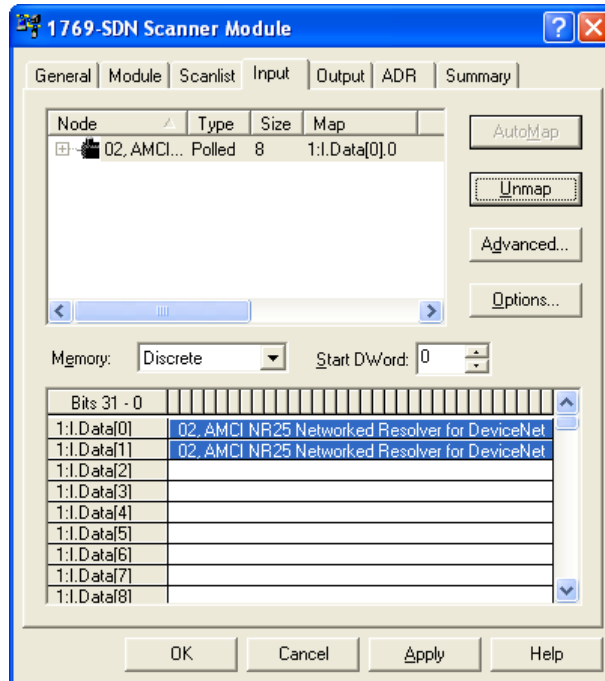 1769-SDN Scanner Module
General Module Scanlist Input Output ADR Summary
Node Type Size Map
02, AMCI... Polled 8 1:I.Data[0].0
AutoMap
Unmap
Advanced...
Options...
Memory: Discrete Start DWord: 0
Bits 31 - 0
1:I.Data[0] 02, AMCI NR25 Networked Resolver for DeviceNet
1:I.Data[1] 02, AMCI NR25 Networked Resolver for DeviceNet
1:I.Data[2]
1:I.Data[3]
1:I.Data[4]
1:I.Data[5]
1:I.Data[6]
1:I.Data[7]
1:I.Data[8]
OK Cancel Apply Help